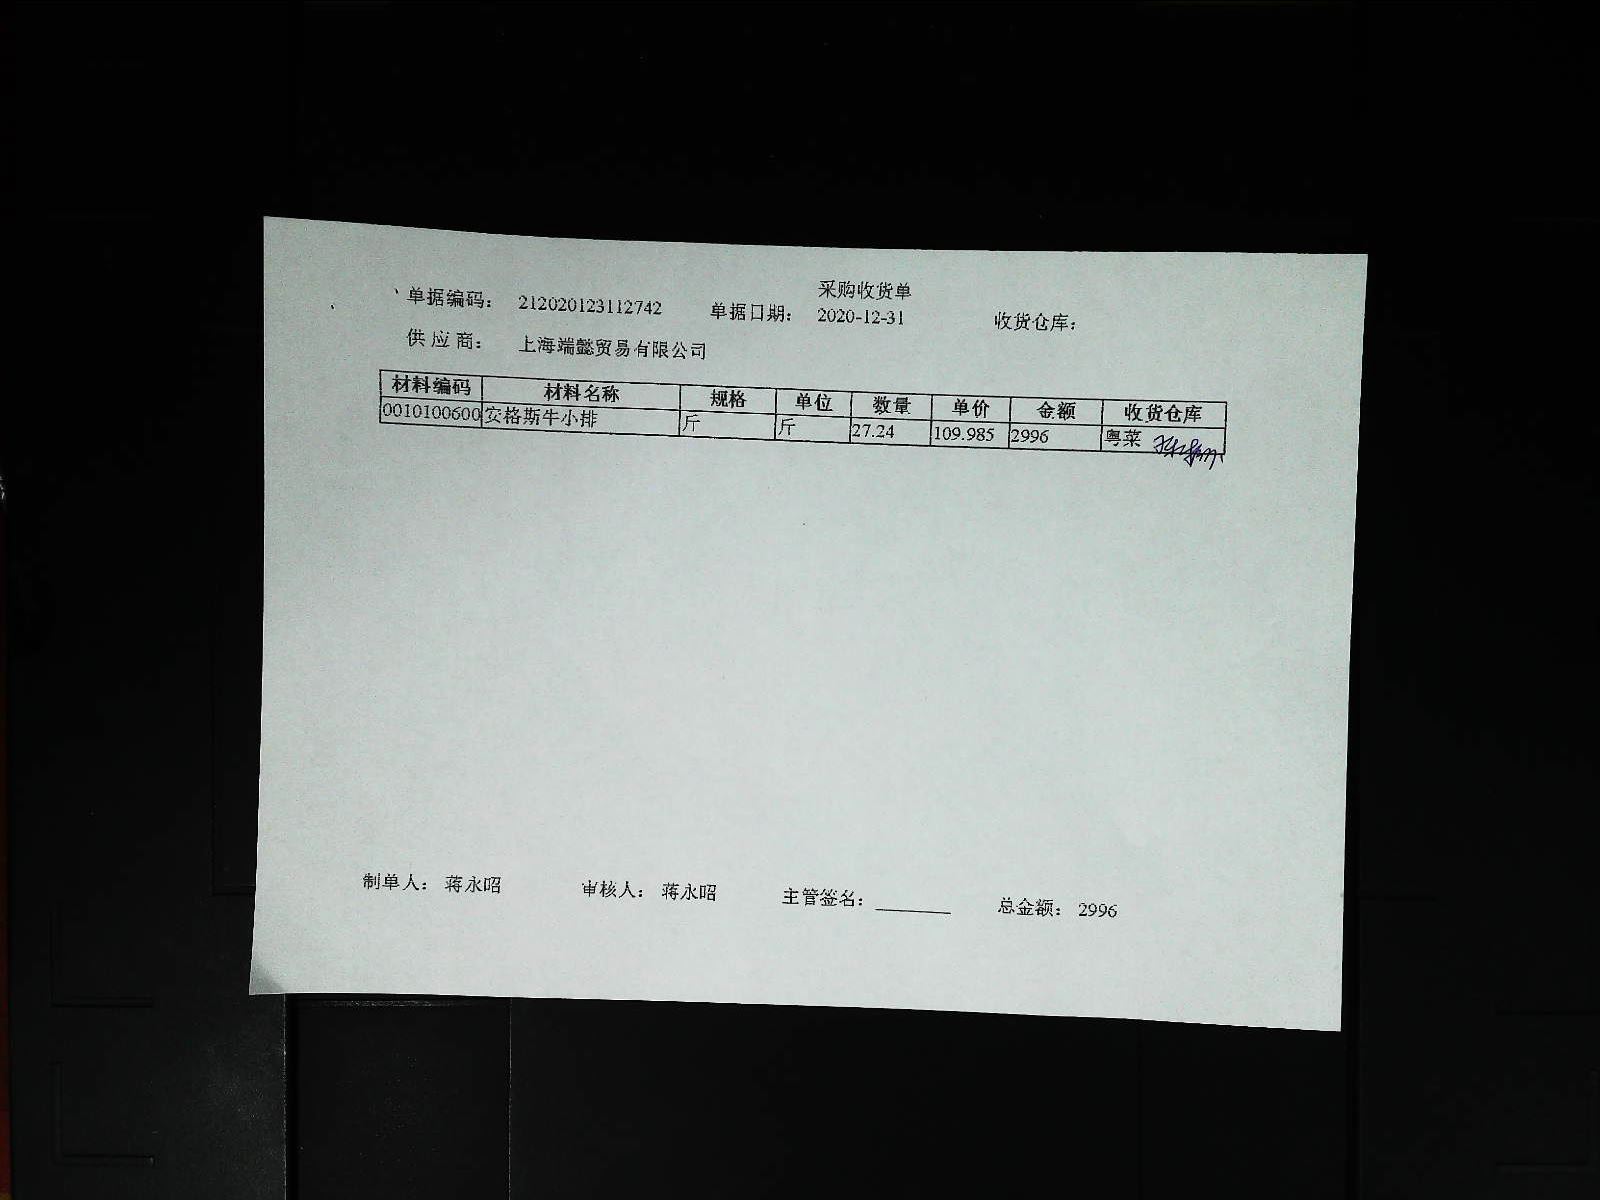 采购收货单
单据编码： 212020123112742 单据日期： 2020-12-31 收货仓库：
供 应 商： 上海端懿贸易有限公司
材料编码 材料名称 规格 单位 数量 单价 金额 收货仓库
0010100600 安格斯牛小排 斤 斤 27.24 109.985 2996 粤菜
制单人： 蒋永昭 审核人： 蒋永昭 主管签名： 总金额： 2996